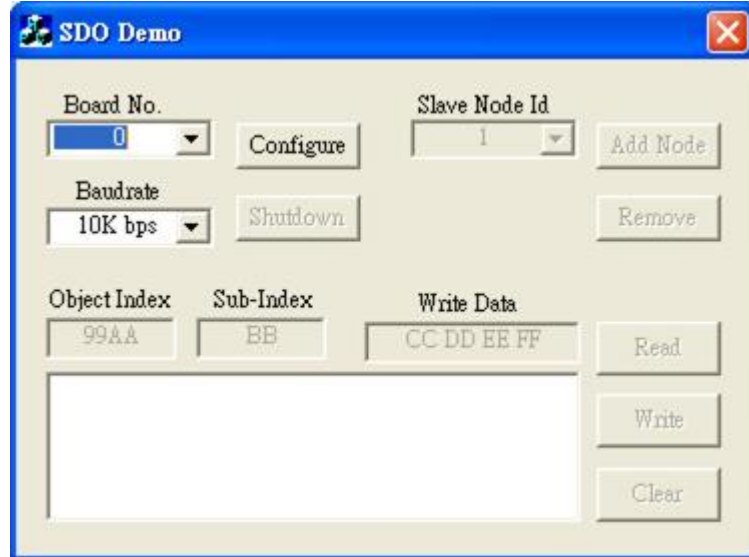 SDO Demo
Board No.
Slave Node Id
0
Configure
1
Add Node
Baudrate
10K bps
Shutdown
Remove
Object Index
Sub-Index
Write Data
99AA
BB
CC DD EE FF
Read
Write
Clear